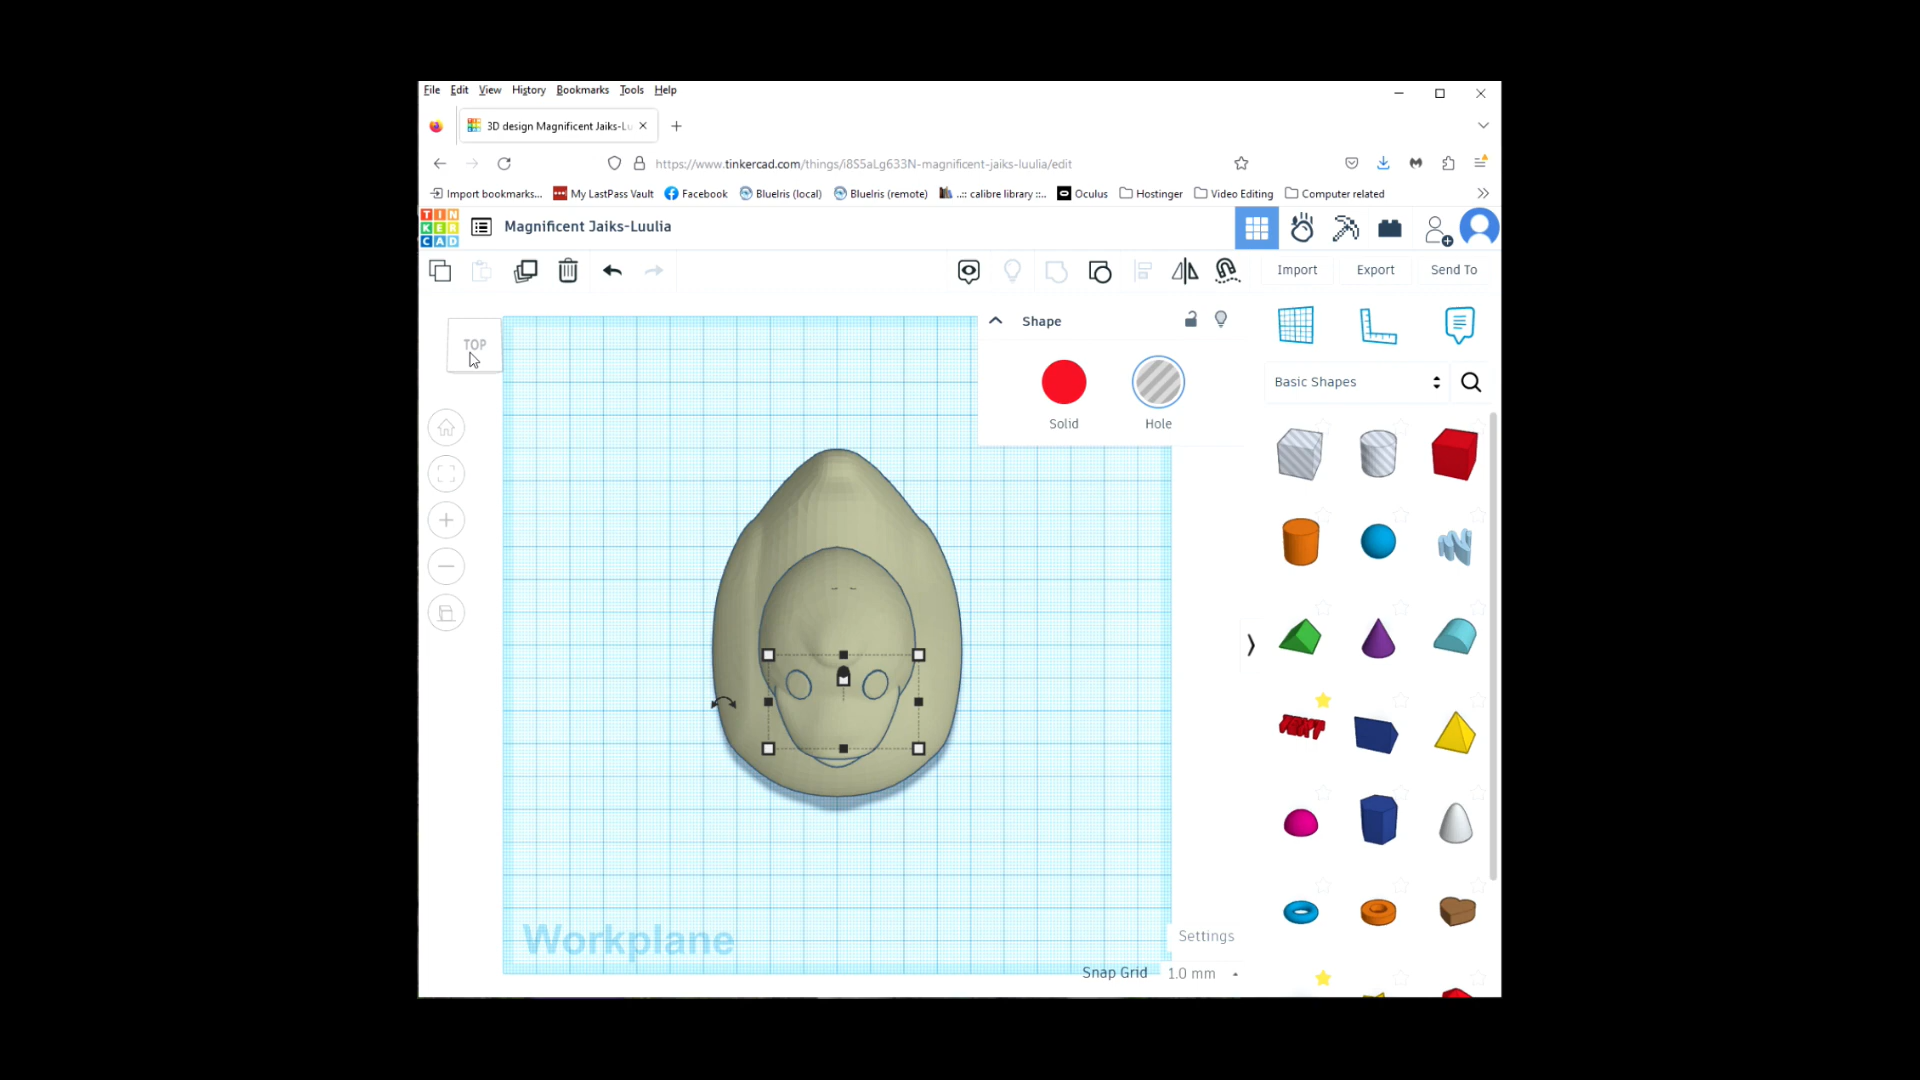 File Edit View History Bookmarks Tools Help
3D design Magnificent Jaiks-Lu
https://www.tinkercad.com/things/i8S5aLg633N-magnificent-jaiks-luulia/edit
Import bookmarks... My LastPass Vault Facebook BlueIris (local) BlueIris (remote) ..:: calibre library ::.. Oculus Hostinger Video Editing Computer related
TIN
KER
CAD
Magnificent Jaiks-Luulia
Import Export Send To
TOP
Shape
Solid Hole
Basic Shapes
TEXT
Workplane
Settings
Snap Grid 1.0 mm